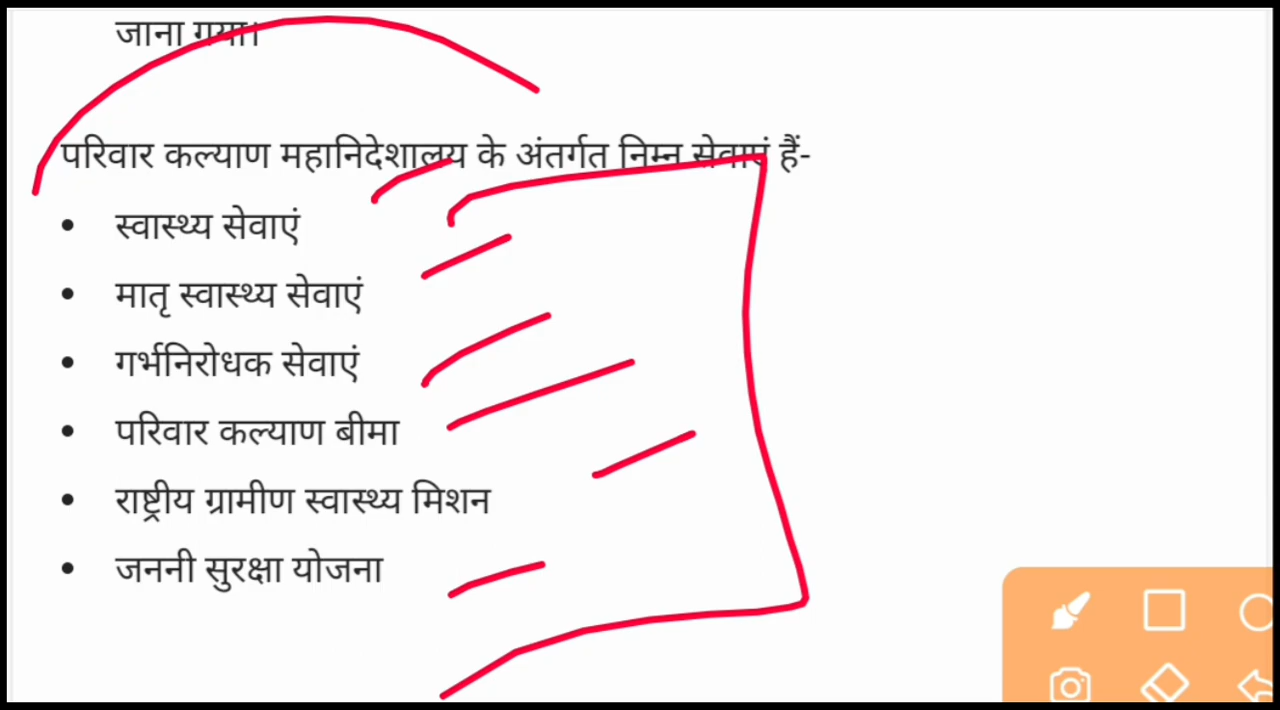 जाना गया।
परिवार कल्याण महानिदेशालय के अंतर्गत निम्न सेवाएं हैं-
• स्वास्थ्य सेवाएं
• मातृ स्वास्थ्य सेवाएं
• गर्भनिरोधक सेवाएं
• परिवार कल्याण बीमा
• राष्ट्रीय ग्रामीण स्वास्थ्य मिशन
• जननी सुरक्षा योजना